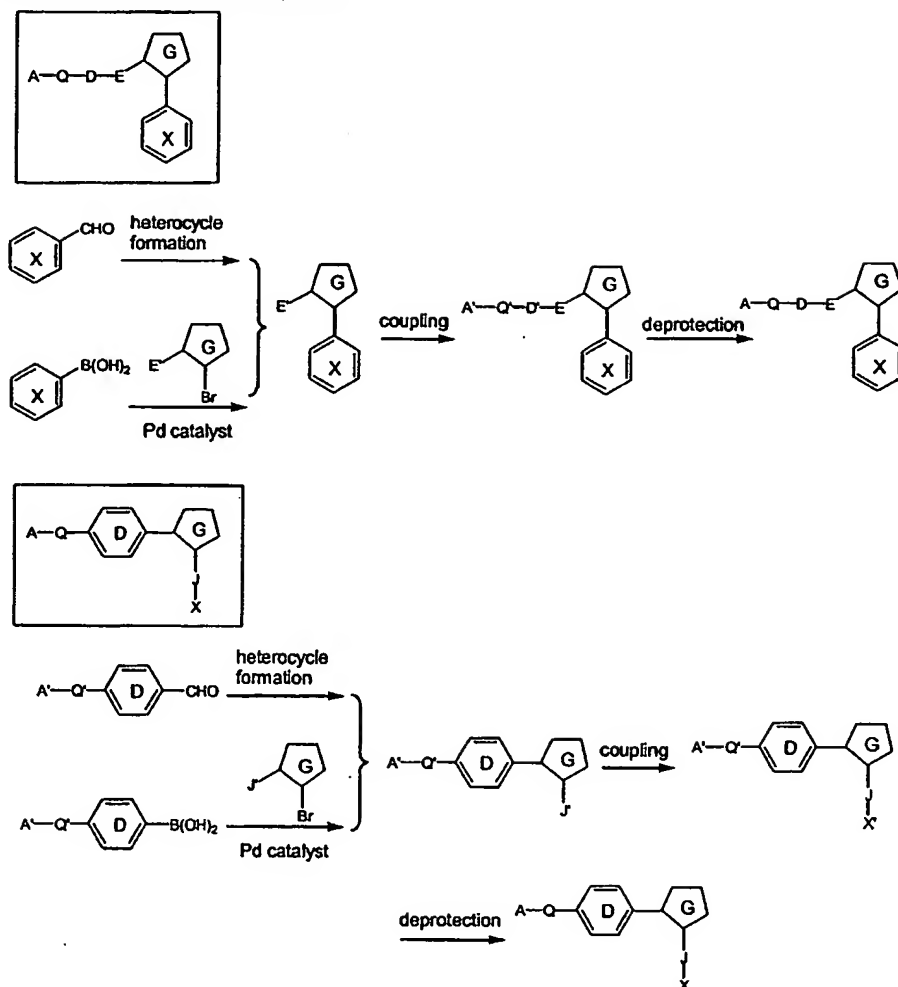 G
A—Q—D—E
X
CHO
heterocycle
formation
X
G
E'
G
E'
coupling
A'—Q'—D'—E
G
deprotection
A—Q—D—E
G
B(OH)2
X
Br
X
X
X
Pd catalyst
A—Q
D
G
J
X
heterocycle
formation
A'—Q'
D
CHO
G
J'
Br
A'—Q'
D
G
J'
coupling
A'—Q'
D
G
J
X'
A'—Q'
D
B(OH)2
Pd catalyst
deprotection
A—Q
D
G
J
X